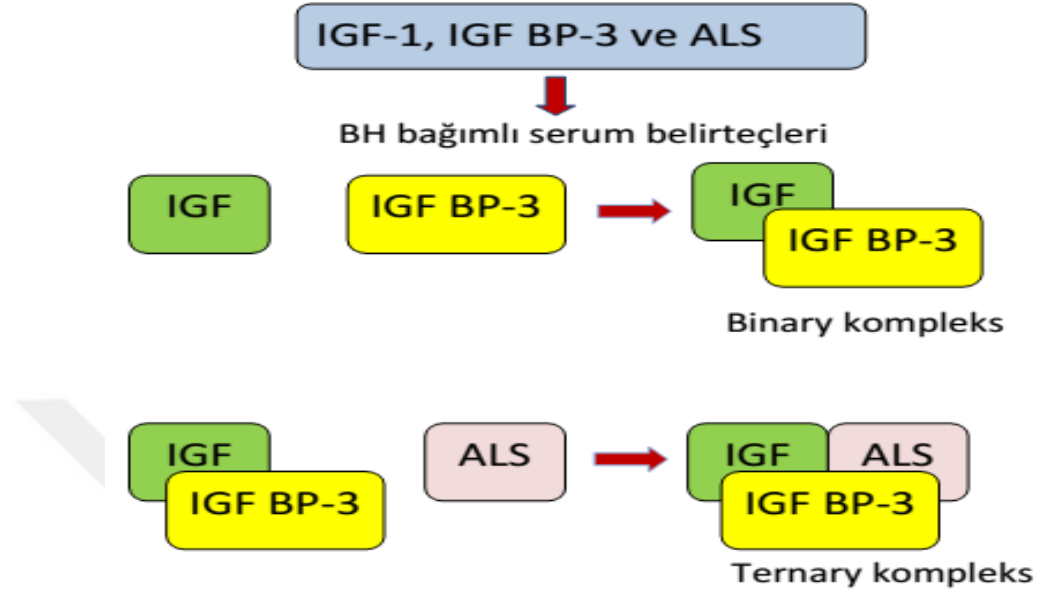 IGF-1, IGF BP-3 ve ALS
BH bağımlı serum belirteçleri
IGF
IGF BP-3
IGF
IGF BP-3
Binary kompleks
IGF
IGF BP-3
ALS
IGF
ALS
IGF BP-3
Ternary kompleks